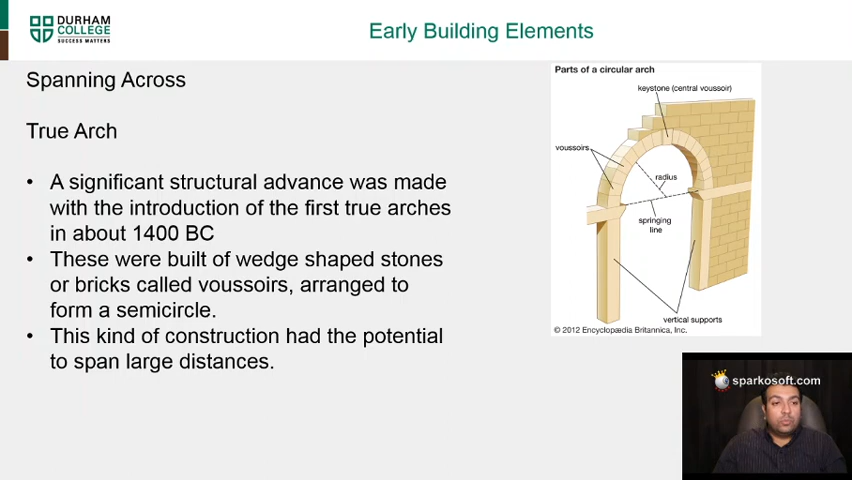 DURHAM
COLLEGE
SUCCESS MATTERS
Early Building Elements
Spanning Across
True Arch
• A significant structural advance was made
with the introduction of the first true arches
in about 1400 BC
• These were built of wedge shaped stones
or bricks called voussoirs, arranged to
form a semicircle.
• This kind of construction had the potential
to span large distances.
Parts of a circular arch
keystone (central voussoir)
voussoirs
radius
springing
line
vertical supports
© 2012 Encyclopædia Britannica, Inc.
sparkosoft.com